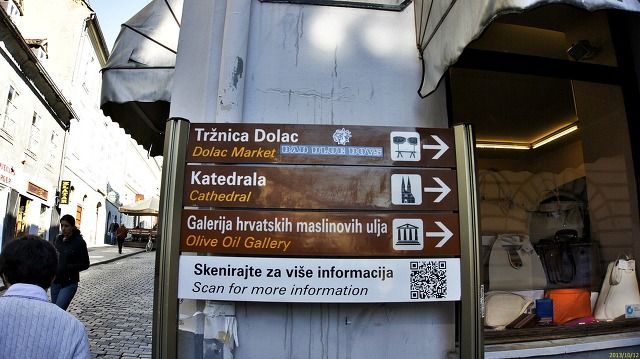 Tržnica Dolac
Dolac Market
BAD BLUE BOYS
Katedrala
Cathedral
Galerija hrvatskih maslinovih ulja
Olive Oil Gallery
Skenirajte za više informacija
Scan for more information
2013/10/12